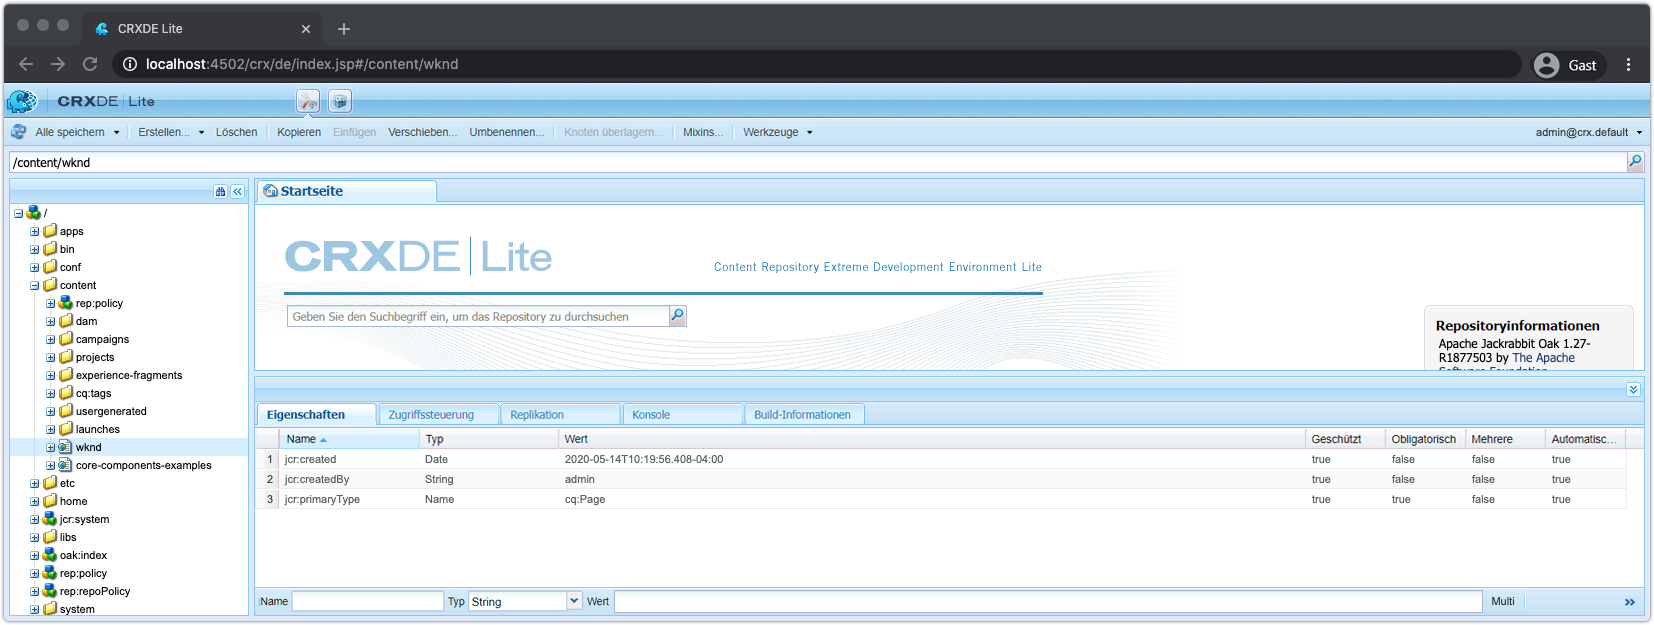 CRXDE Lite
localhost:4502/crx/de/index.jsp#/content/wknd
Gast
CRXDE | Lite
Alle speichern Erstellen... Löschen Kopieren Einfügen Verschieben... Umbenennen... Knoten überlagern... Mixins... Werkzeuge admin@crx.default
/content/wknd
Startseite
/
apps
bin
conf
content
rep:policy
dam
campaigns
projects
experience-fragments
cq:tags
usergenerated
launches
wknd
core-components-examples
etc
home
jcr:system
libs
oak:index
rep:policy
rep:repoPolicy
system
CRXDE | Lite
Content Repository Extreme Development Environment Lite
Geben Sie den Suchbegriff ein, um das Repository zu durchsuchen
Repositoryinformationen
Apache Jackrabbit Oak 1.27-
R1877503 by The Apache
Software Foundation
Eigenschaften Zugriffssteuerung Replikation Konsole Build-Informationen
Name Typ Wert Geschützt Obligatorisch Mehrere Automatisc...
1 jcr:created Date 2020-05-14T10:19:56.408-04:00 true false false true
2 jcr:createdBy String admin true false false true
3 jcr:primaryType Name cq:Page true true false true
Name Typ String Wert Multi